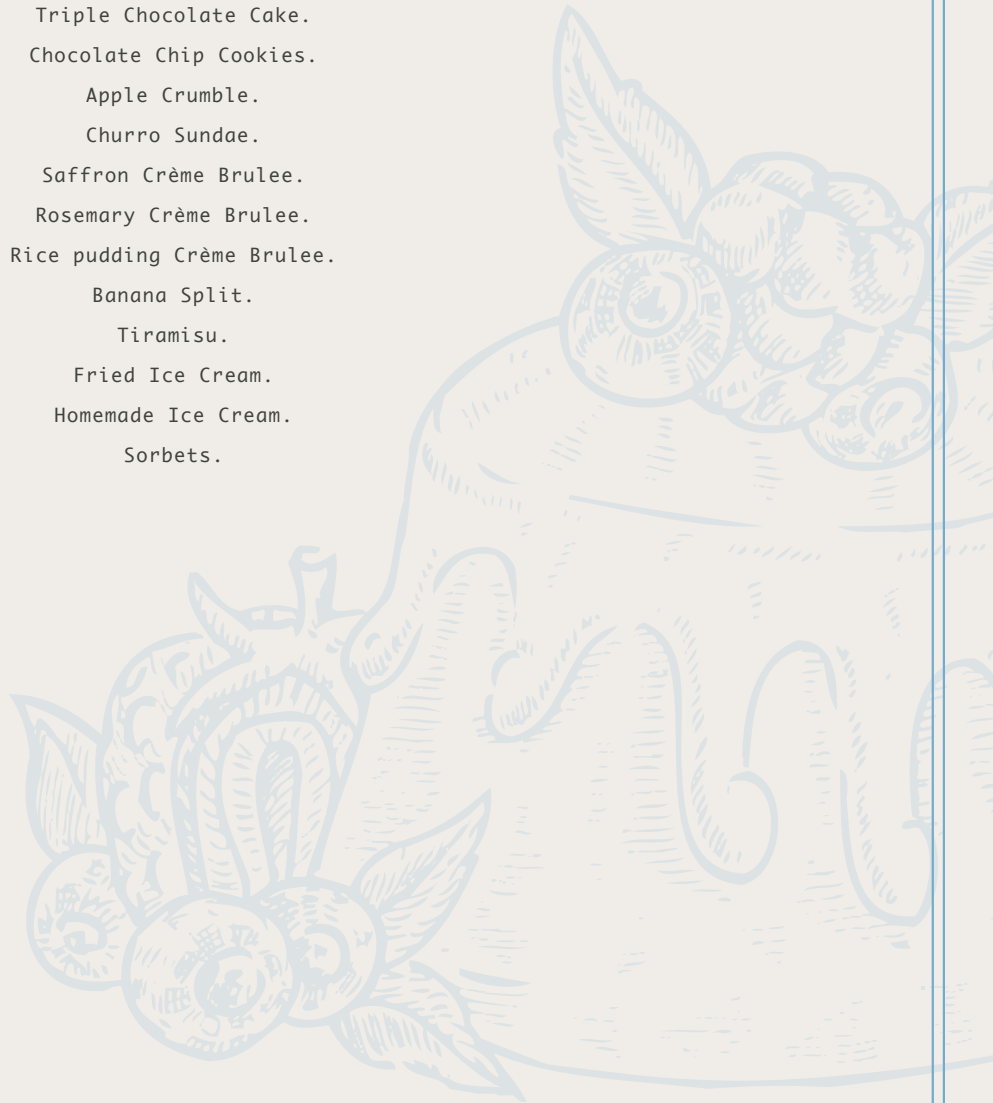 Triple Chocolate Cake.
Chocolate Chip Cookies.
Apple Crumble.
Churro Sundae.
Saffron Crème Brulee.
Rosemary Crème Brulee.
Rice pudding Crème Brulee.
Banana Split.
Tiramisu.
Fried Ice Cream.
Homemade Ice Cream.
Sorbets.